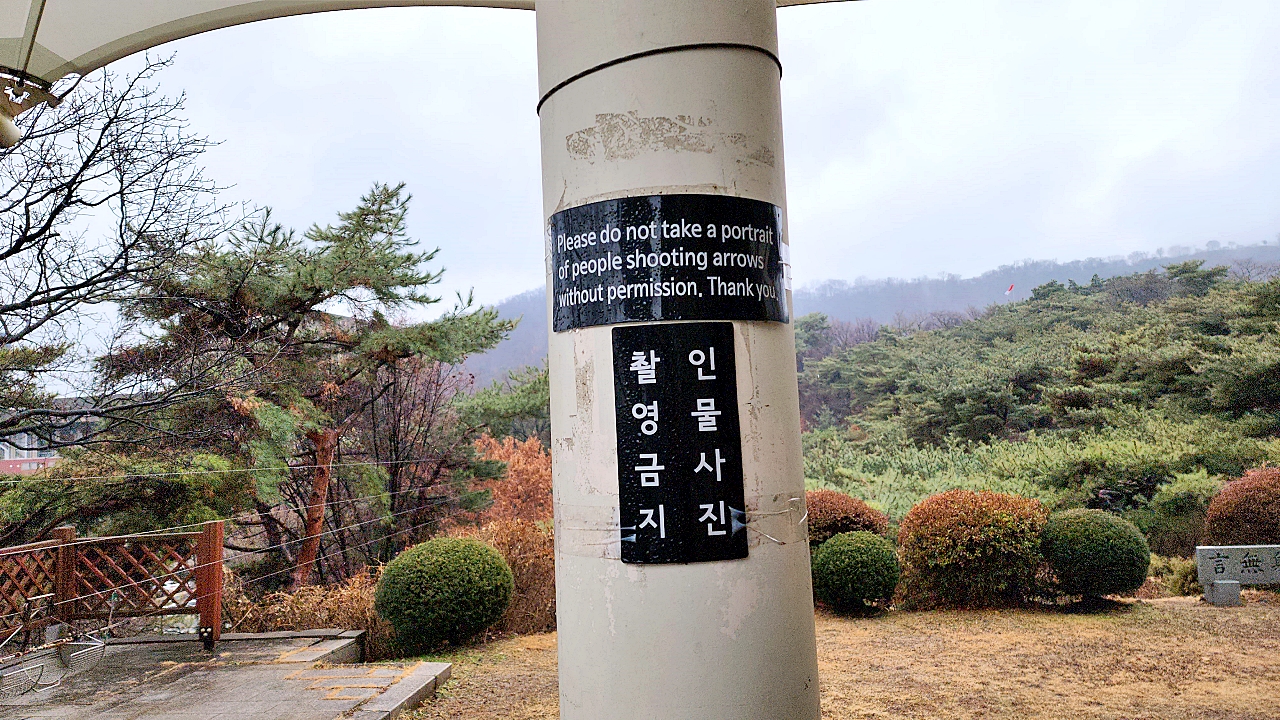 Please do not take a portrait
of people shooting arrows
without permission. Thank you.
인물사진
촬영금지
言無